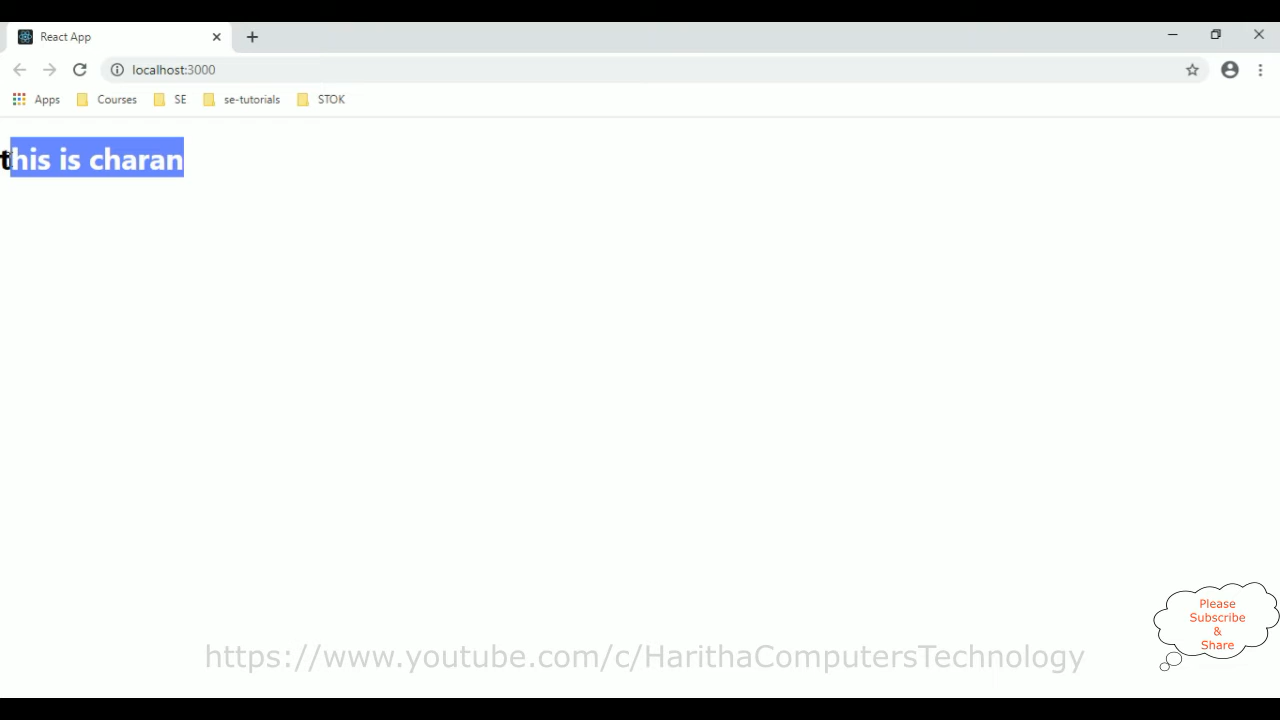 React App
localhost:3000
Apps Courses SE se-tutorials STOK
this is charan
Please
Subscribe
&
Share
https://www.youtube.com/c/HarithaComputersTechnology